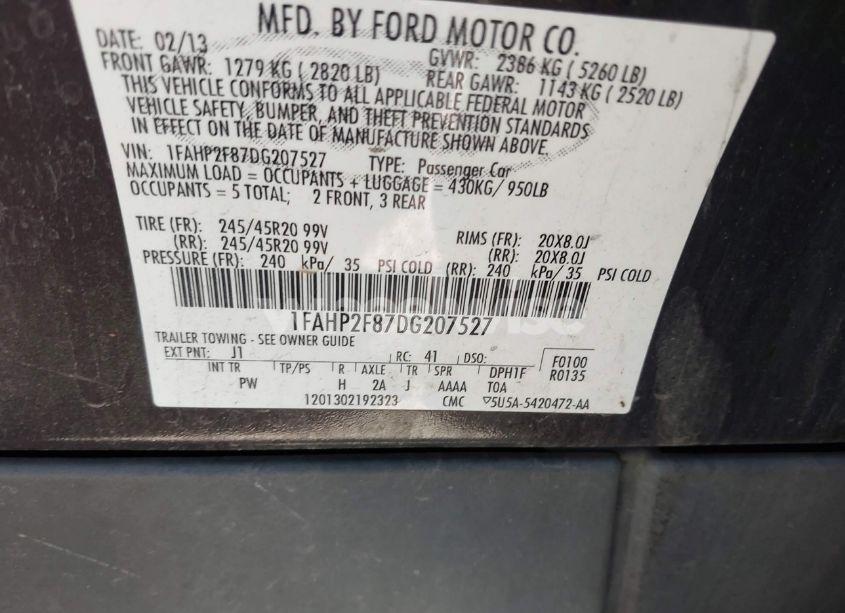 MFD. BY FORD MOTOR CO.
DATE: 02/13 GVWR: 2386 KG ( 5260 LB)
FRONT GAWR: 1279 KG ( 2820 LB) REAR GAWR: 1143 KG ( 2520 LB)
THIS VEHICLE CONFORMS TO ALL APPLICABLE FEDERAL MOTOR
VEHICLE SAFETY, BUMPER, AND THEFT PREVENTION STANDARDS
IN EFFECT ON THE DATE OF MANUFACTURE SHOWN ABOVE.
VIN: 1FAHP2F87DG207527 TYPE: Passenger Car
MAXIMUM LOAD = OCCUPANTS + LUGGAGE = 430KG/ 950LB
OCCUPANTS = 5 TOTAL; 2 FRONT, 3 REAR
TIRE (FR): 245/45R20 99V RIMS (FR): 20X8.0J
(RR): 245/45R20 99V (RR): 20X8.0J
PRESSURE (FR): 240 kPa/ 35 PSI COLD (RR): 240 kPa/ 35 PSI COLD
1FAHP2F87DG207527
TRAILER TOWING - SEE OWNER GUIDE
EXT PNT: J1 RC: 41 DSO: F0100
INT TR TP/PS R AXLE TR SPR DPH1F R0135
PW H 2A J AAAA TOA
1201302192323 CMC ▽5U5A-5420472-AA